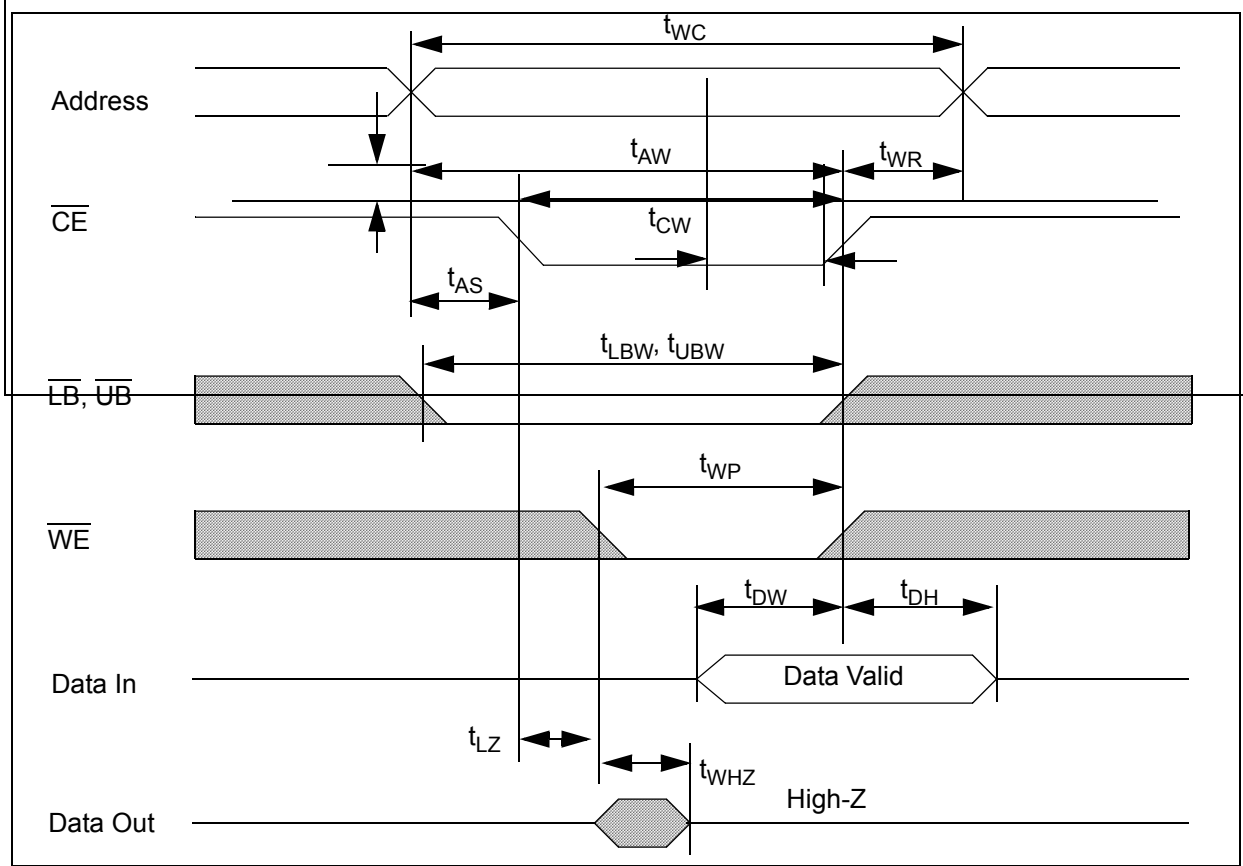 tWC
Address
tAW
tWR
CE
tCW
tAS
tLBW, tUBW
LB, UB
tWP
WE
tDW
tDH
Data In
Data Valid
tLZ
tWHZ
High-Z
Data Out